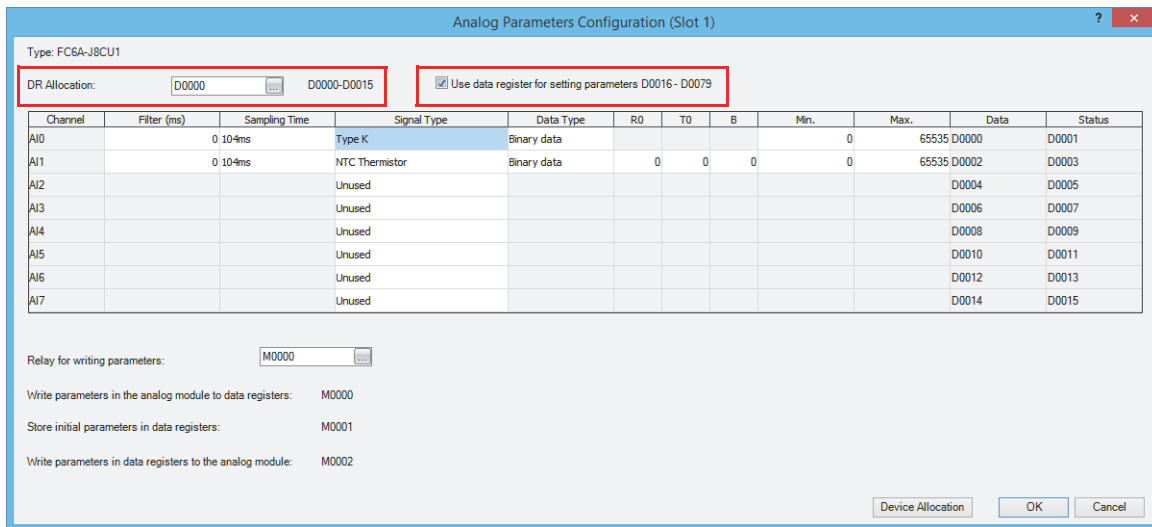 Analog Parameters Configuration (Slot 1) ? ×
Type: FC6A-J8CU1
DR Allocation: D0000 ... D0000-D0015 Use data register for setting parameters D0016 - D0079
Channel Filter (ms) Sampling Time Signal Type Data Type R0 T0 B Min. Max. Data Status
AI0 0 104ms Type K Binary data 0 65535 D0000 D0001
AI1 0 104ms NTC Thermistor Binary data 0 0 0 0 65535 D0002 D0003
AI2 Unused D0004 D0005
AI3 Unused D0006 D0007
AI4 Unused D0008 D0009
AI5 Unused D0010 D0011
AI6 Unused D0012 D0013
AI7 Unused D0014 D0015
Relay for writing parameters: M0000 ...
Write parameters in the analog module to data registers: M0000
Store initial parameters in data registers: M0001
Write parameters in data registers to the analog module: M0002
Device Allocation OK Cancel